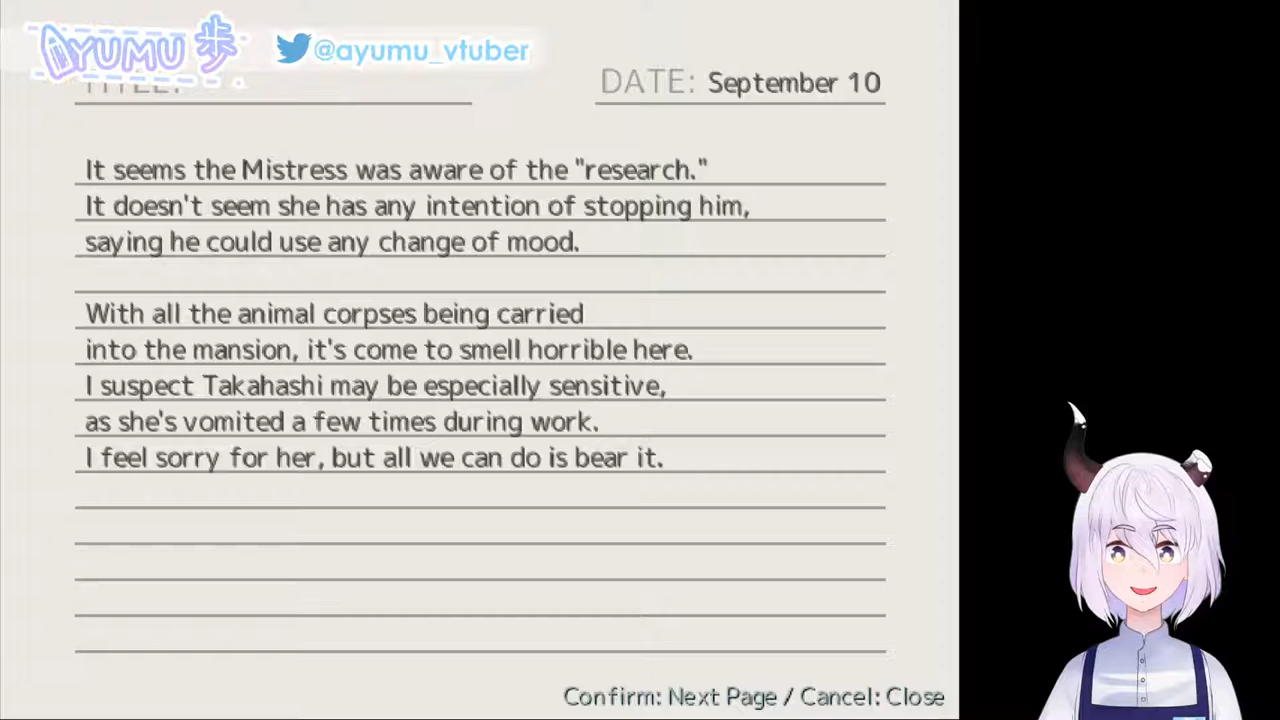 AYUMU 歩
@ayumu_vtuber
TITLE:
DATE: September 10
It seems the Mistress was aware of the "research."
It doesn't seem she has any intention of stopping him,
saying he could use any change of mood.
With all the animal corpses being carried
into the mansion, it's come to smell horrible here.
I suspect Takahashi may be especially sensitive,
as she's vomited a few times during work.
I feel sorry for her, but all we can do is bear it.
Confirm: Next Page / Cancel: Close